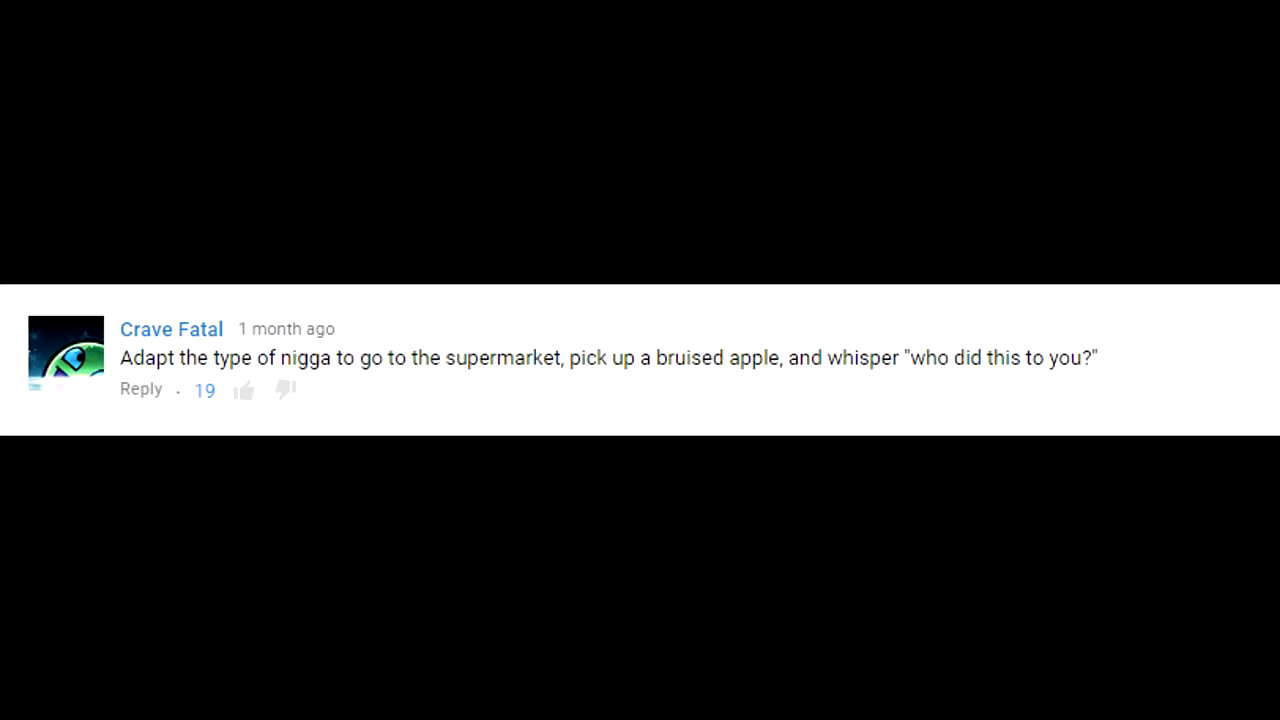 Crave Fatal 1 month ago
Adapt the type of nigga to go to the supermarket, pick up a bruised apple, and whisper "who did this to you?"
Reply . 19